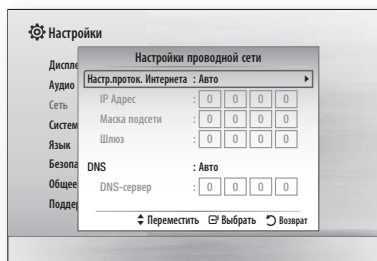 Настройки
Настройки проводной сети
Диспле
Настр.проток. Интернета : Авто
Аудио
IP Адрес : 0 0 0 0
Сеть
Маска подсети : 0 0 0 0
Систем
Шлюз : 0 0 0 0
Язык
Безопа
DNS : Авто
Общее
DNS-сервер : 0 0 0 0
Поддер
Переместить Выбрать Возврат